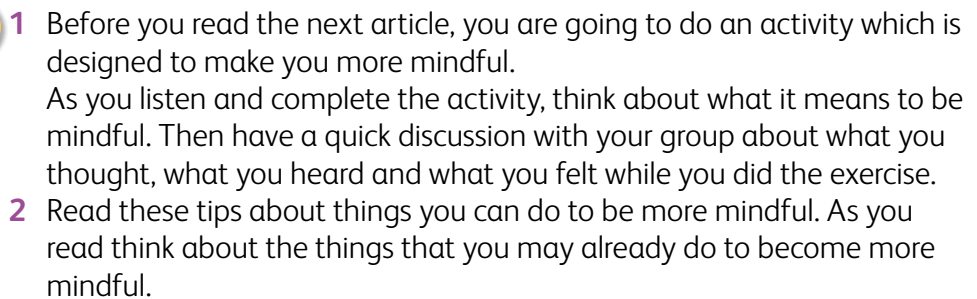 1 Before you read the next article, you are going to do an activity which is
designed to make you more mindful.
As you listen and complete the activity, think about what it means to be
mindful. Then have a quick discussion with your group about what you
thought, what you heard and what you felt while you did the exercise.
2 Read these tips about things you can do to be more mindful. As you
read think about the things that you may already do to become more
mindful.